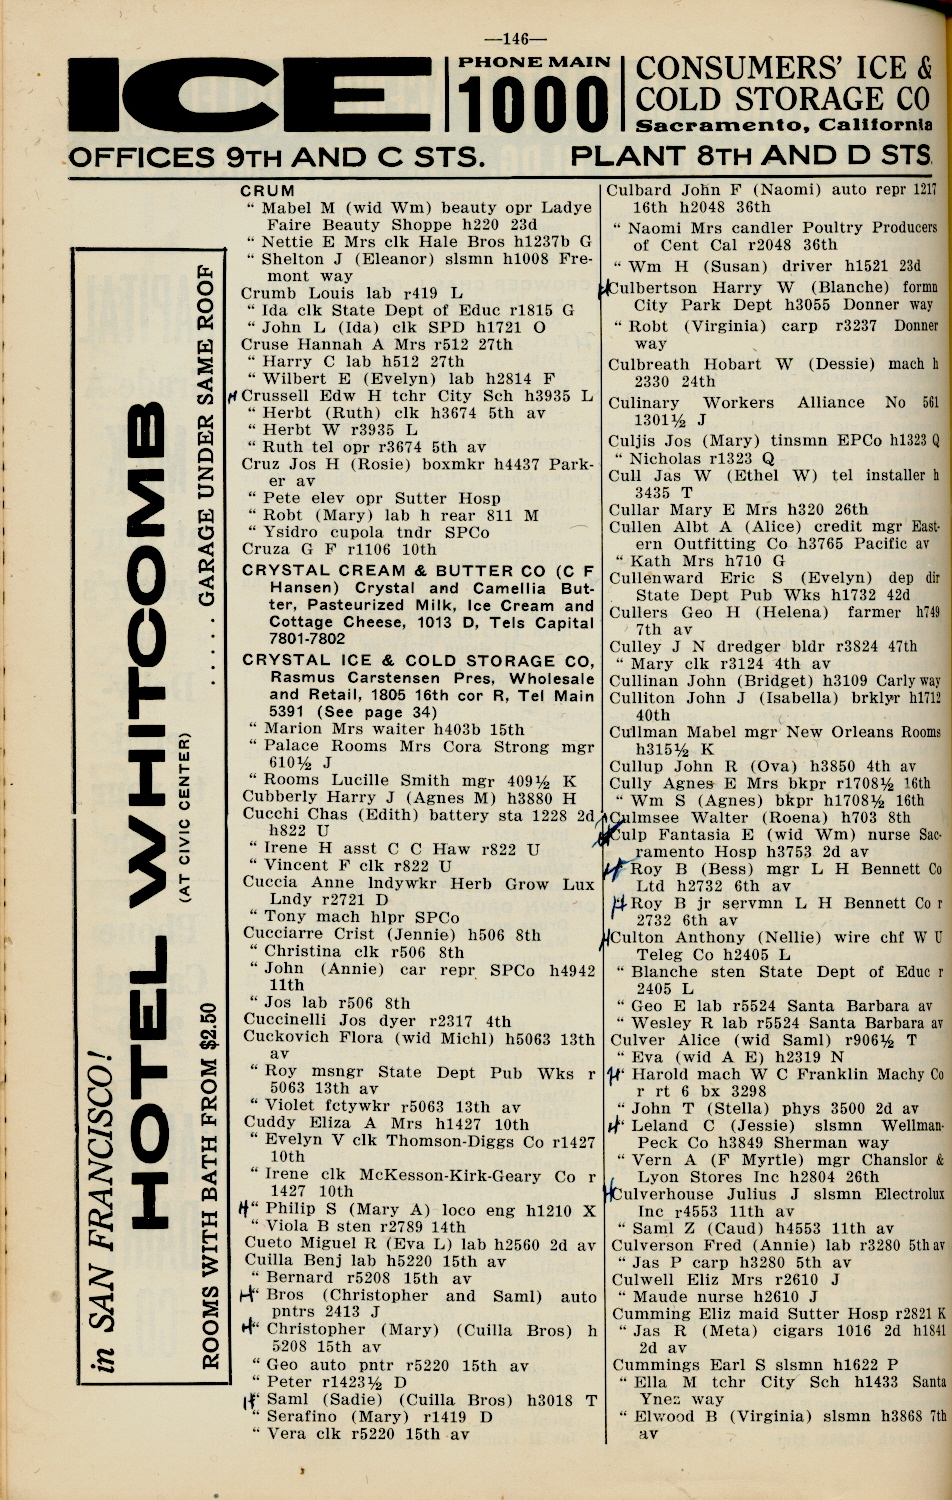 —146—
ICE
PHONE MAIN
1000
CONSUMERS' ICE &
COLD STORAGE CO
Sacramento, California
OFFICES 9TH AND C STS.
PLANT 8TH AND D STS.
in SAN FRANCISCO!
HOTEL WHITCOMB
(AT CIVIC CENTER)
ROOMS WITH BATH FROM $2.50 ...... GARAGE UNDER SAME ROOF
CRUM
" Mabel M (wid Wm) beauty opr Ladye
Faire Beauty Shoppe h220 23d
" Nettie E Mrs clk Hale Bros h1237b G
" Shelton J (Eleanor) slsmn h1008 Fre-
mont way
Crumb Louis lab r419 L
" Ida clk State Dept of Educ r1815 G
" John L (Ida) clk SPD h1721 O
Cruse Hannah A Mrs r512 27th
" Harry C lab h512 27th
" Wilbert E (Evelyn) lab h2814 F
Crussell Edw H tchr City Sch h3935 L
" Herbt (Ruth) clk h3674 5th av
" Herbt W r3935 L
" Ruth tel opr r3674 5th av
Cruz Jos H (Rosie) boxmkr h4437 Park-
er av
" Pete elev opr Sutter Hosp
" Robt (Mary) lab h rear 811 M
" Ysidro cupola tndr SPCo
Cruza G F r1106 10th
CRYSTAL CREAM & BUTTER CO (C F
Hansen) Crystal and Camellia But-
ter, Pasteurized Milk, Ice Cream and
Cottage Cheese, 1013 D, Tels Capital
7801-7802
CRYSTAL ICE & COLD STORAGE CO,
Rasmus Carstensen Pres, Wholesale
and Retail, 1805 16th cor R, Tel Main
5391 (See page 34)
" Marion Mrs waiter h403b 15th
" Palace Rooms Mrs Cora Strong mgr
610½ J
" Rooms Lucille Smith mgr 409½ K
Cubberly Harry J (Agnes M) h3880 H
Cucchi Chas (Edith) battery sta 1228 2d
h822 U
" Irene H asst C C Haw r822 U
" Vincent F clk r822 U
Cuccia Anne lndywkr Herb Grow Lux
Lndy r2721 D
" Tony mach hlpr SPCo
Cucciarre Crist (Jennie) h506 8th
" Christina clk r506 8th
" John (Annie) car repr SPCo h4942
11th
" Jos lab r506 8th
Cuccinelli Jos dyer r2317 4th
Cuckovich Flora (wid Michl) h5063 13th
av
" Roy msngr State Dept Pub Wks r
5063 13th av
" Violet fctywkr r5063 13th av
Cuddy Eliza A Mrs h1427 10th
" Evelyn V clk Thomson-Diggs Co r1427
10th
" Irene clk McKesson-Kirk-Geary Co r
1427 10th
" Philip S (Mary A) loco eng h1210 X
" Viola B sten r2789 14th
Cueto Miguel R (Eva L) lab h2560 2d av
Cuilla Benj lab h5220 15th av
" Bernard r5208 15th av
" Bros (Christopher and Saml) auto
pntrs 2413 J
" Christopher (Mary) (Cuilla Bros) h
5208 15th av
" Geo auto pntr r5220 15th av
" Peter r1423½ D
" Saml (Sadie) (Cuilla Bros) h3018 T
" Serafino (Mary) r1419 D
" Vera clk r5220 15th av
Culbard John F (Naomi) auto repr 1217
16th h2048 36th
" Naomi Mrs candler Poultry Producers
of Cent Cal r2048 36th
" Wm H (Susan) driver h1521 23d
Culbertson Harry W (Blanche) formn
City Park Dept h3055 Donner way
" Robt (Virginia) carp r3237 Donner
way
Culbreath Hobart W (Dessie) mach h
2330 24th
Culinary Workers Alliance No 561
1301½ J
Culjis Jos (Mary) tinsmn EPCo h1323 Q
" Nicholas r1323 Q
Cull Jas W (Ethel W) tel installer h
3435 T
Cullar Mary E Mrs h320 26th
Cullen Albt A (Alice) credit mgr East-
ern Outfitting Co h3765 Pacific av
" Kath Mrs h710 G
Cullenward Eric S (Evelyn) dep dir
State Dept Pub Wks h1732 42d
Cullers Geo H (Helena) farmer h749
7th av
Culley J N dredger bldr r3824 47th
" Mary clk r3124 4th av
Cullinan John (Bridget) h3109 Carly way
Culliton John J (Isabella) brklyr h1712
40th
Cullman Mabel mgr New Orleans Rooms
h315½ K
Cullup John R (Ova) h3850 4th av
Cully Agnes E Mrs bkpr r1708½ 16th
" Wm S (Agnes) bkpr h1708½ 16th
Culmsee Walter (Roena) h703 8th
Culp Fantasia E (wid Wm) nurse Sac-
ramento Hosp h3753 2d av
" Roy B (Bess) mgr L H Bennett Co
Ltd h2732 6th av
" Roy B jr servmn L H Bennett Co r
2732 6th av
Culton Anthony (Nellie) wire chf W U
Teleg Co h2405 L
" Blanche sten State Dept of Educ r
2405 L
" Geo E lab r5524 Santa Barbara av
" Wesley R lab r5524 Santa Barbara av
Culver Alice (wid Saml) r906½ T
" Eva (wid A E) h2319 N
" Harold mach W C Franklin Machy Co
r rt 6 bx 3298
" John T (Stella) phys 3500 2d av
" Leland C (Jessie) slsmn Wellman-
Peck Co h3849 Sherman way
" Vern A (F Myrtle) mgr Chanslor &
Lyon Stores Inc h2804 26th
Culverhouse Julius J slsmn Electrolux
Inc r4553 11th av
" Saml Z (Caud) h4553 11th av
Culverson Fred (Annie) lab r3280 5th av
" Jas P carp h3280 5th av
Culwell Eliz Mrs r2610 J
" Maude nurse h2610 J
Cumming Eliz maid Sutter Hosp r2821 K
" Jas R (Meta) cigars 1016 2d h1841
2d av
Cummings Earl S slsmn h1622 P
" Ella M tchr City Sch h1433 Santa
Ynez way
" Elwood B (Virginia) slsmn h3868 7th
av